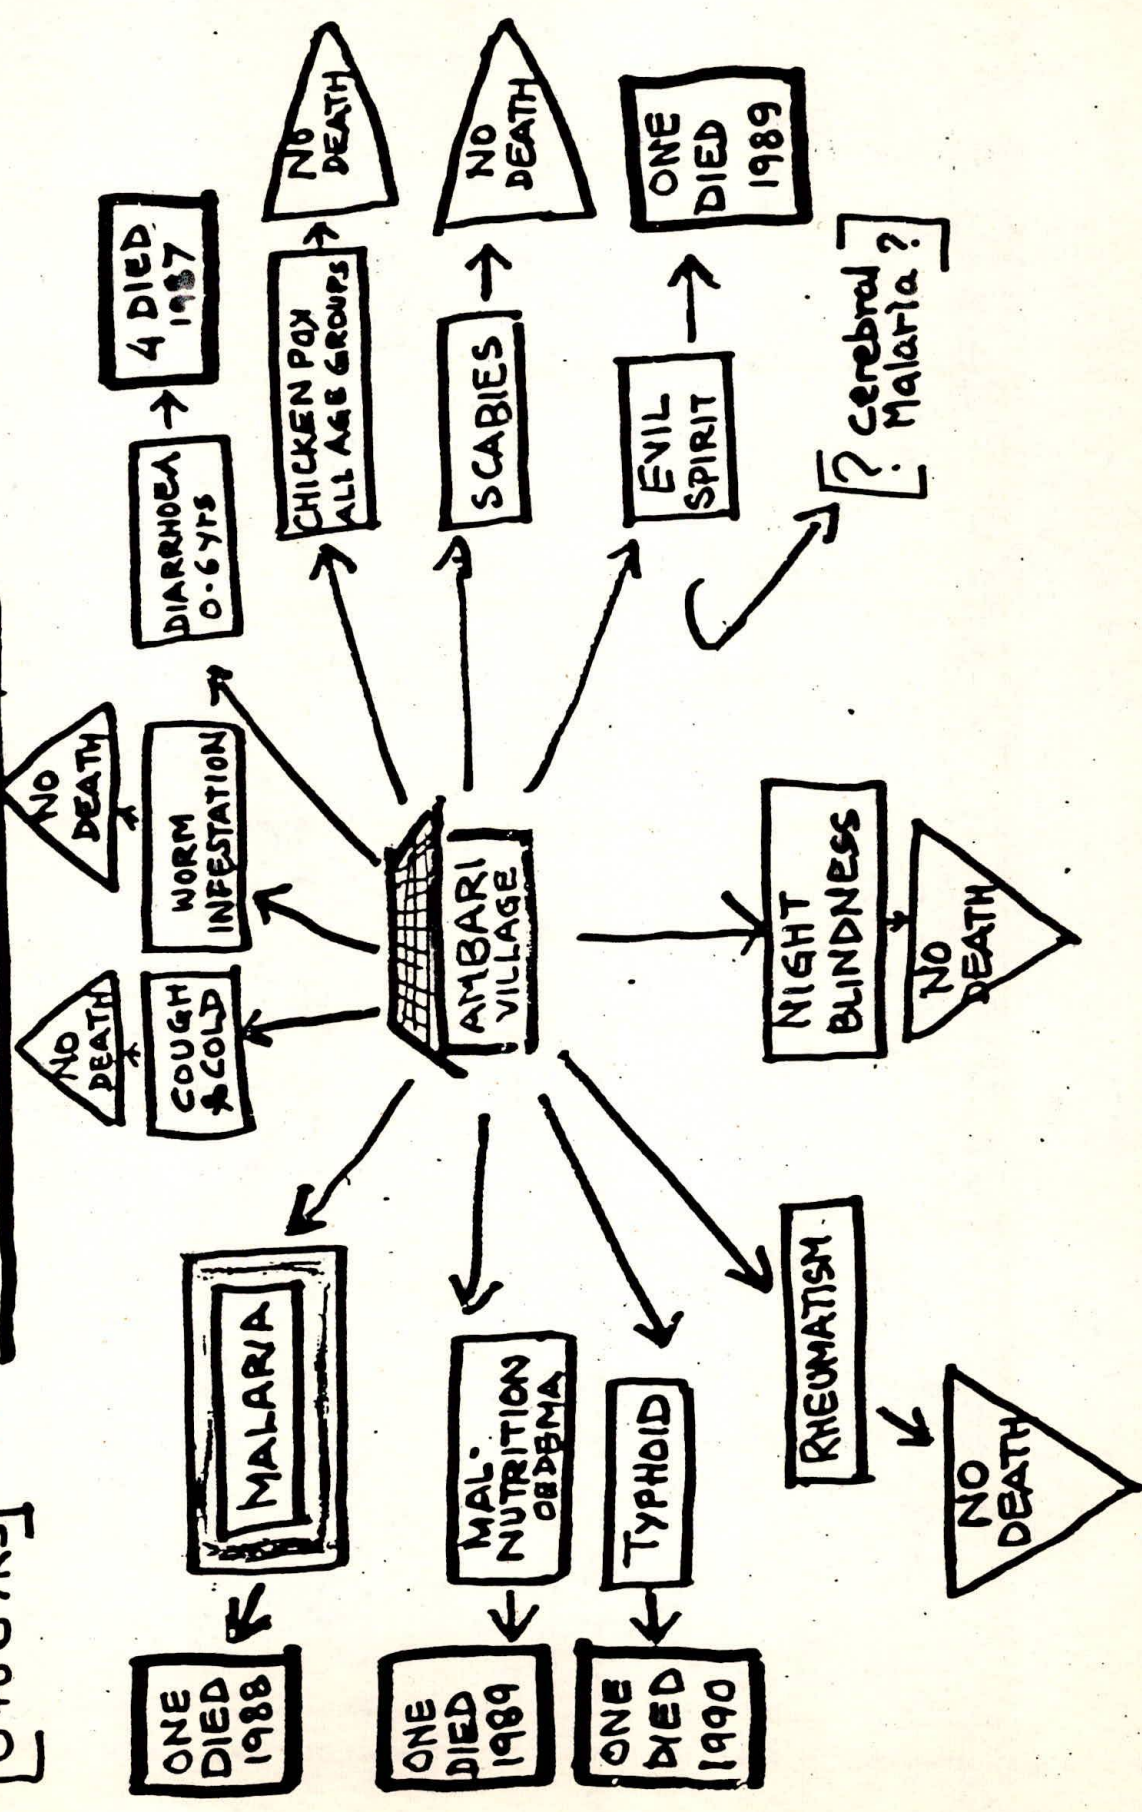 NO
DEATH
NO
DEATH
4 DIED
1987
COUGH
& COLD
WORM
INFESTATION
DIARRHOEA
0-6yrs
ONE
DIED
1988
MALARIA
CHICKEN POX
ALL AGE GROUPS
NO
DEATH
ONE
DIED
1989
MAL-
NUTRITION
OEDEMA
AMBARI
VILLAGE
SCABIES
NO
DEATH
ONE
DIED
1990
TYPHOID
EVIL
SPIRIT
ONE
DIED
1989
RHEUMATISM
NIGHT
BLINDNESS
[? Cerebral ?
Malaria ?]
NO
DEATH
NO
DEATH